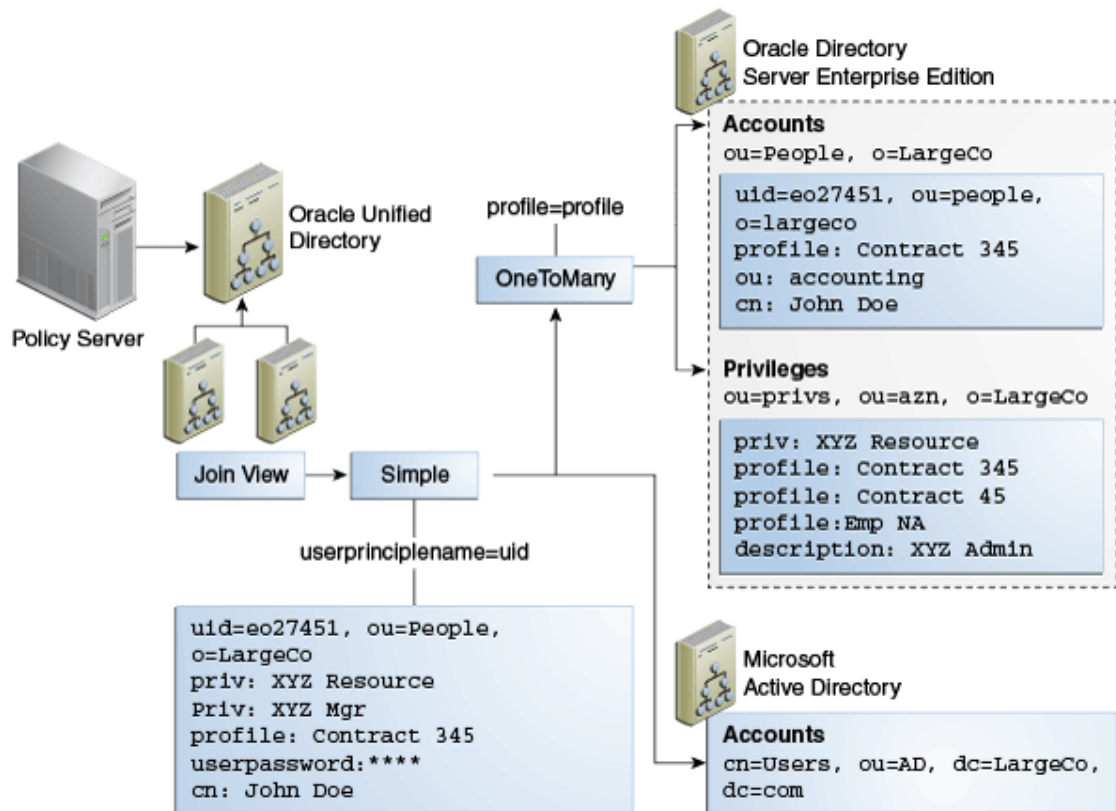 Oracle Directory
Server Enterprise Edition
Accounts
ou=People, o=LargeCo
uid=eo27451, ou=people,
o=largeco
profile: Contract 345
ou: accounting
cn: John Doe
Privileges
ou=privs, ou=azn, o=LargeCo
priv: XYZ Resource
profile: Contract 345
profile: Contract 45
profile:Emp NA
description: XYZ Admin
profile=profile
OneToMany
Oracle Unified
Directory
Policy Server
Join View
Simple
userprinciplename=uid
uid=eo27451, ou=People,
o=LargeCo
priv: XYZ Resource
Priv: XYZ Mgr
profile: Contract 345
userpassword:****
cn: John Doe
Microsoft
Active Directory
Accounts
cn=Users, ou=AD, dc=LargeCo,
dc=com